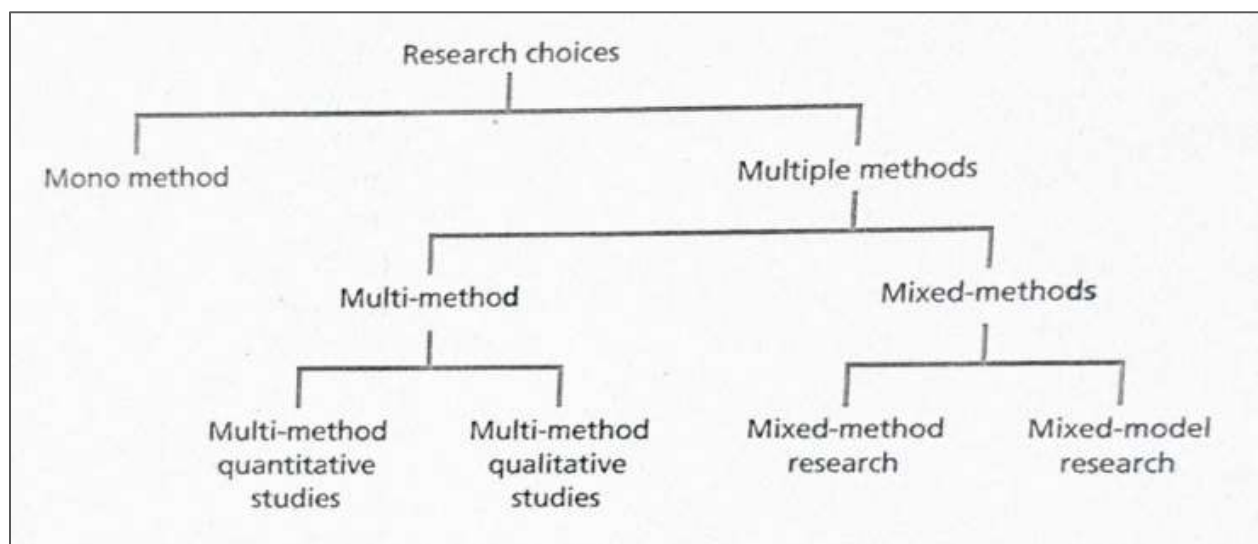 Research choices
Mono method
Multiple methods
Multi-method
Mixed-methods
Multi-method
quantitative
studies
Multi-method
qualitative
studies
Mixed-method
research
Mixed-model
research